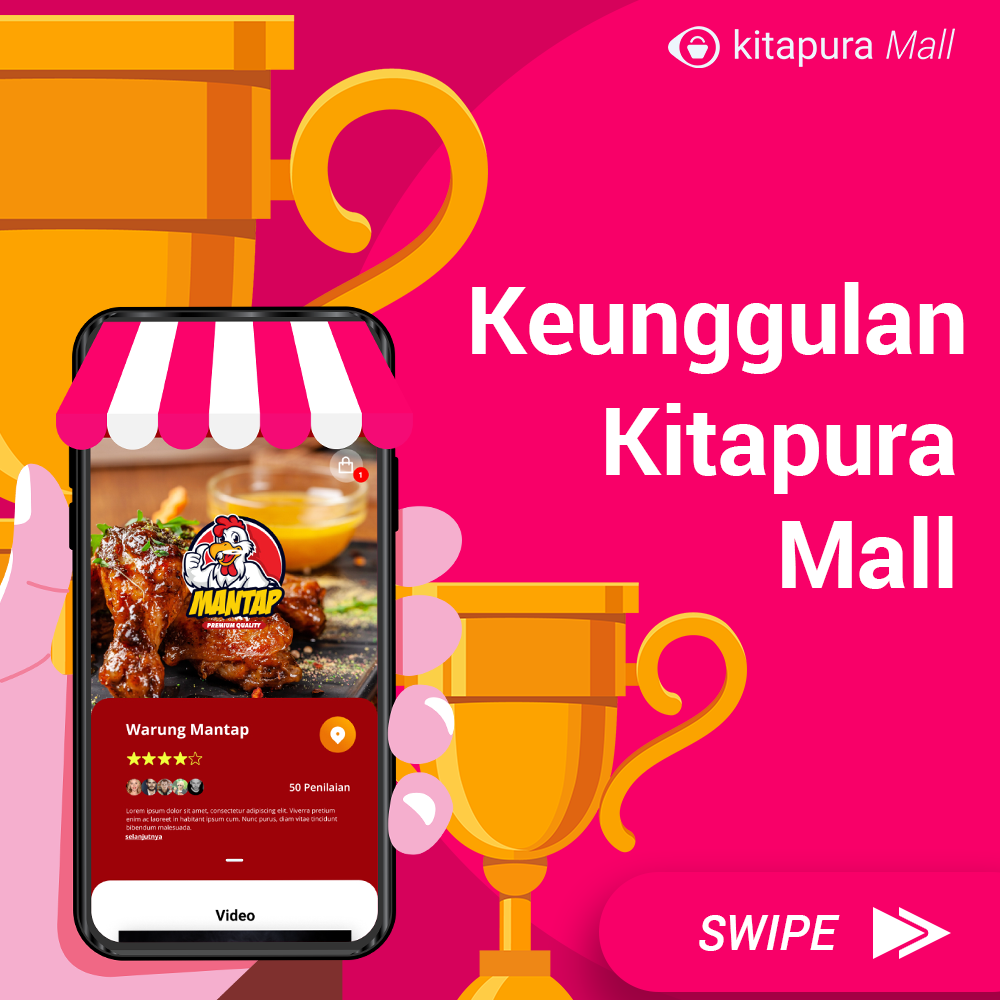 kitapura Mall
Keunggulan
Kitapura
Mall
1
MANTAP
PREMIUM QUALITY
Warung Mantap
50 Penilaian
Lorem ipsum dolor sit amet, consectetur adipiscing elit. Viverra pretium
enim ac laoreet in habitant ipsum cum. Nunc purus, diam vitae tincidunt
bibendum malesuada.
selanjutnya
Video
SWIPE